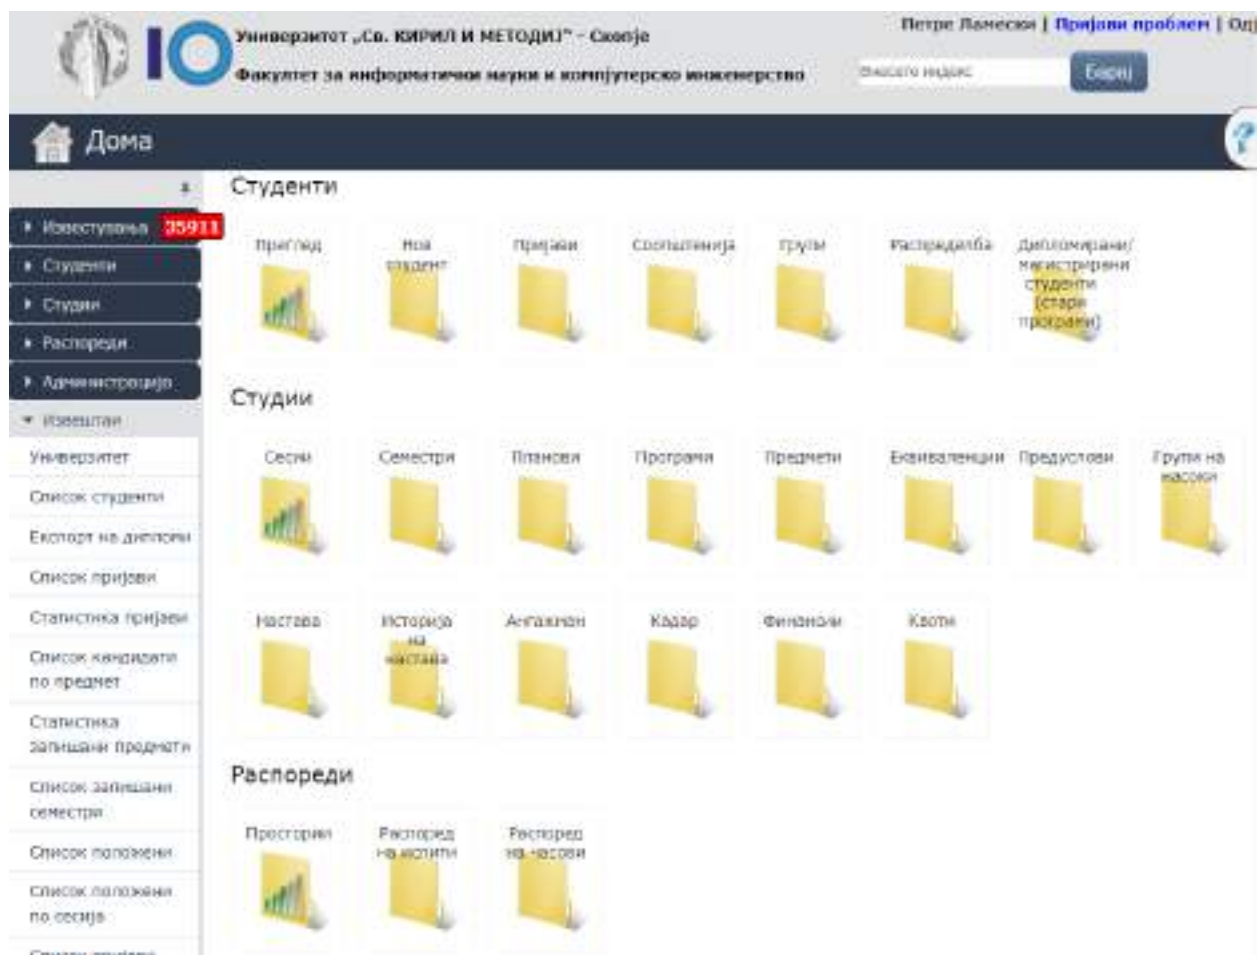 Универзитет „Св. КИРИЛ И МЕТОДИЈ" - Скопје
Петре Ламески | Пријави проблем |
Факултет за информатички науки и компјутерско инженерство
Внесете индекс
Барај
Дома
Известувања 35911
Студенти
Студии
Распореди
Администрација
Извештаи
Универзитет
Список студенти
Експорт на дипломи
Список пријави
Статистика пријави
Список кандидати
по предмет
Статистика
запишани предмети
Список запишани
семестри
Список положени
Список положени
по сесија
Студенти
Преглед
Нов
студент
Пријави
Соопштенија
Групи
Распределба
Дипломирани/
магистрирани
студенти
(стари
програми)
Студии
Сесии
Семестри
Планови
Програми
Предмети
Еквиваленции
Предуслови
Групи на
насоки
Настава
Историја
на
настава
Ангажман
Кадар
Финансии
Квоти
Распореди
Простории
Распоред
на испити
Распоред
на часови